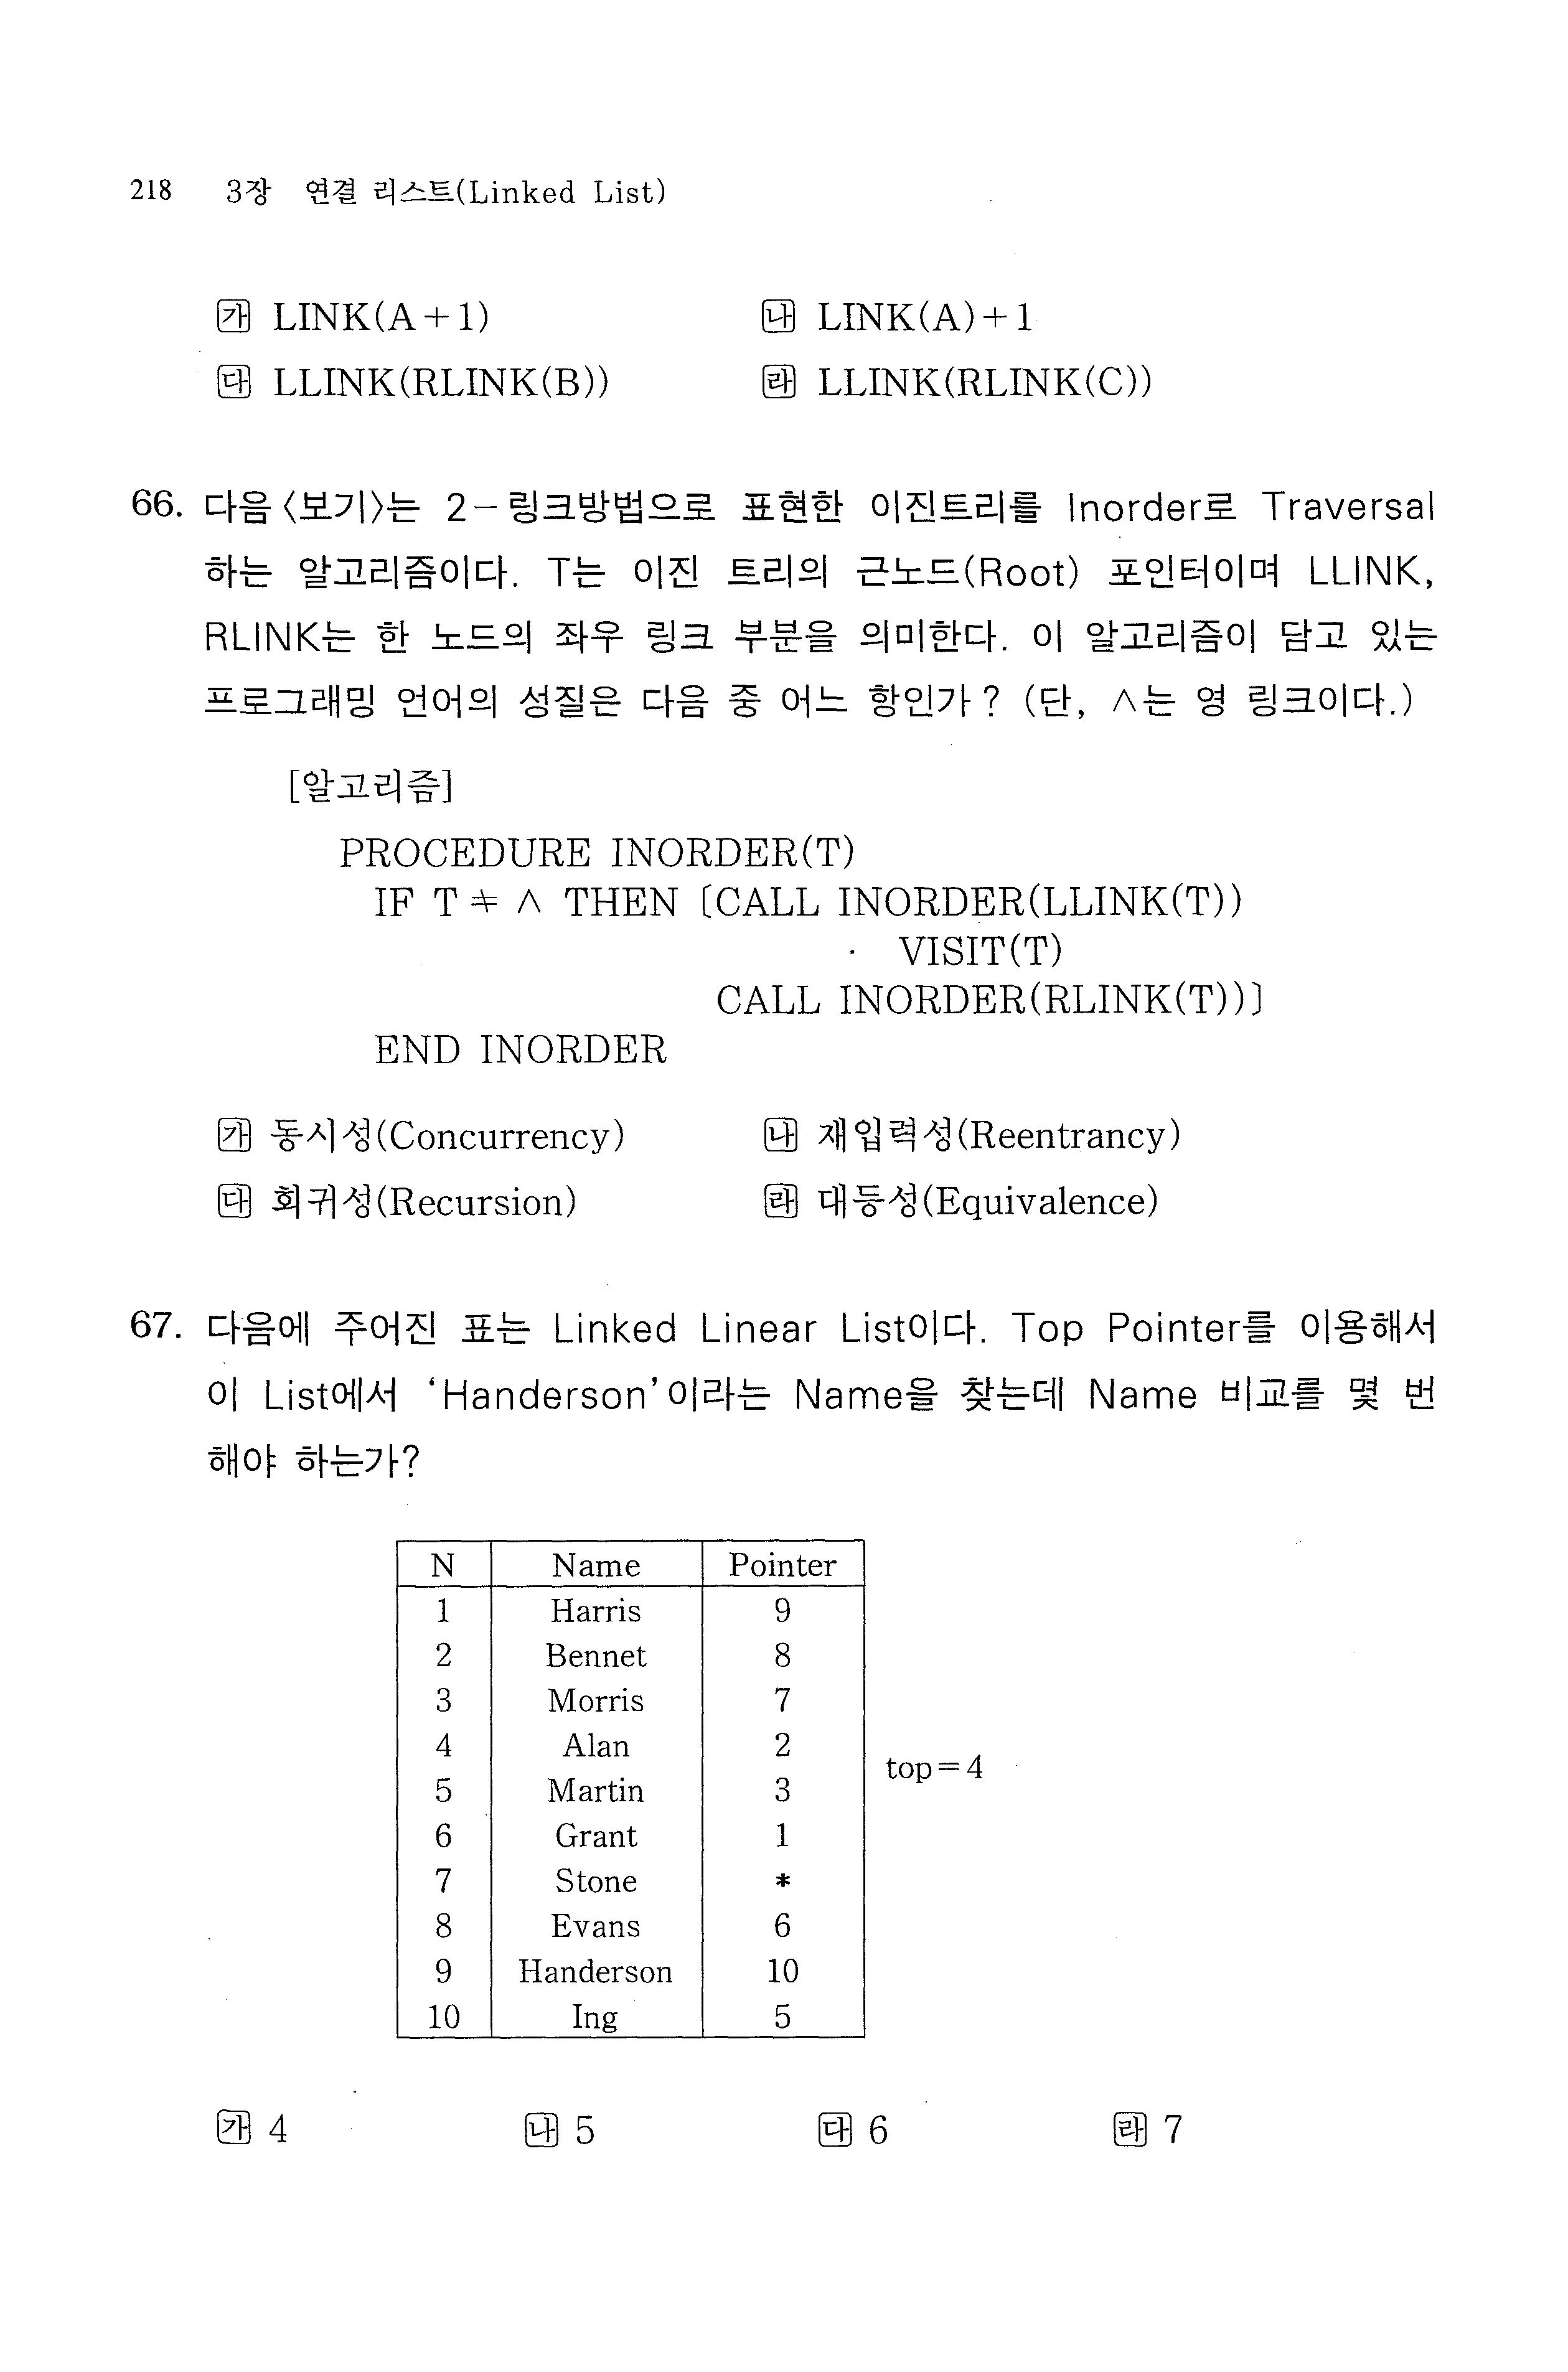 218 3장 연결 리스트(Linked List)
㉮ LINK(A+1) ㉯ LINK(A)+1
㉰ LLINK(RLINK(B)) ㉱ LLINK(RLINK(C))
66. 다음〈보기〉는 2-링크방법으로 표현한 이진트리를 Inorder로 Traversal
하는 알고리즘이다. T는 이진 트리의 근노드(Root) 포인터이며 LLINK,
RLINK는 한 노드의 좌우 링크 부분을 의미한다. 이 알고리즘이 담고 있는
프로그래밍 언어의 성질은 다음 중 어느 항인가? (단, ∧는 영 링크이다.)
[알고리즘]
PROCEDURE INORDER(T)
IF T ≠ ∧ THEN [CALL INORDER(LLINK(T))
VISIT(T)
CALL INORDER(RLINK(T))]
END INORDER
㉮ 동시성(Concurrency) ㉯ 재입력성(Reentrancy)
㉰ 회귀성(Recursion) ㉱ 대등성(Equivalence)
67. 다음에 주어진 표는 Linked Linear List이다. Top Pointer를 이용해서
이 List에서 ‘Handerson’이라는 Name을 찾는데 Name 비교를 몇 번
해야 하는가?
N Name Pointer
1 Harris 9
2 Bennet 8
3 Morris 7
4 Alan 2
top=4
5 Martin 3
6 Grant 1
7 Stone *
8 Evans 6
9 Handerson 10
10 Ing 5
㉮ 4 ㉯ 5 ㉰ 6 ㉱ 7